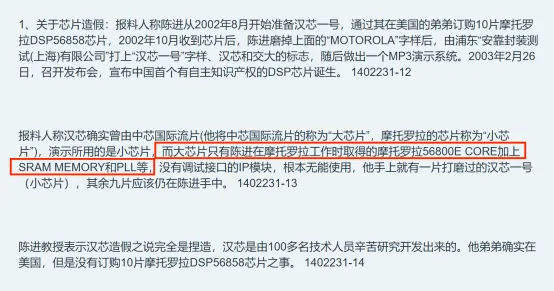 1、关于芯片造假：报料人称陈进从2002年8月开始准备汉芯一号，通过其在美国的弟弟订购10片摩托罗
拉DSP56858芯片，2002年10月收到芯片后，陈进磨掉上面的“MOTOROLA”字样后，由浦东“安靠封装测
试(上海)有限公司”打上“汉芯一号”字样、汉芯和交大的标志，随后做出一个MP3演示系统。2003年2月26
日，召开发布会，宣布中国首个有自主知识产权的DSP芯片诞生。 1402231-12
报料人称汉芯确实曾由中芯国际流片(他将中芯国际流片的称为“大芯片”，摩托罗拉的芯片称为“小芯
片”)，演示所用的是小芯片，而大芯片只有陈进在摩托罗拉工作时取得的摩托罗拉56800E CORE加上
SRAM MEMORY和PLL等，没有调试接口的IP模块，根本无能使用，他手上就有一片打磨过的汉芯一号
（小芯片），其余九片应该仍在陈进手中。 1402231-13
陈进教授表示汉芯造假之说完全是捏造，汉芯是由100多名技术人员辛苦研究开发出来的。他弟弟确实在
美国，但是没有订购10片摩托罗拉DSP56858芯片之事。 1402231-14